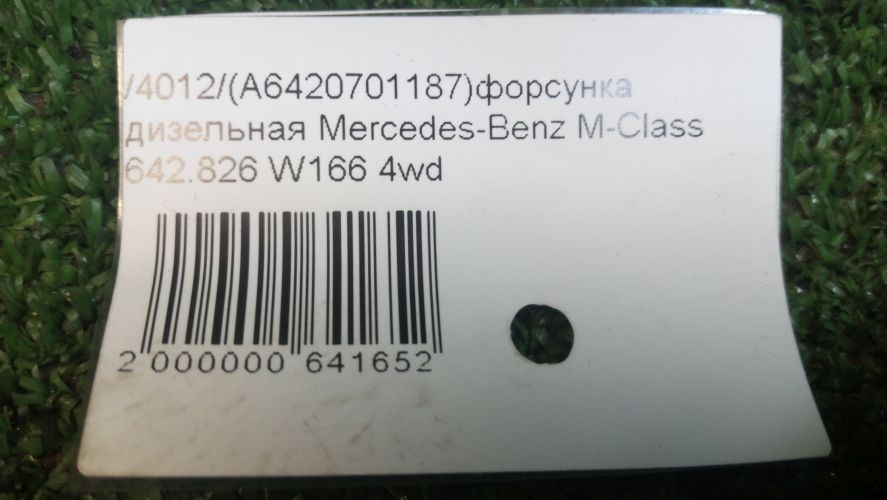 /4012/(A6420701187)форсунка
дизельная Mercedes-Benz M-Class
642.826 W166 4wd
2 000000 641652